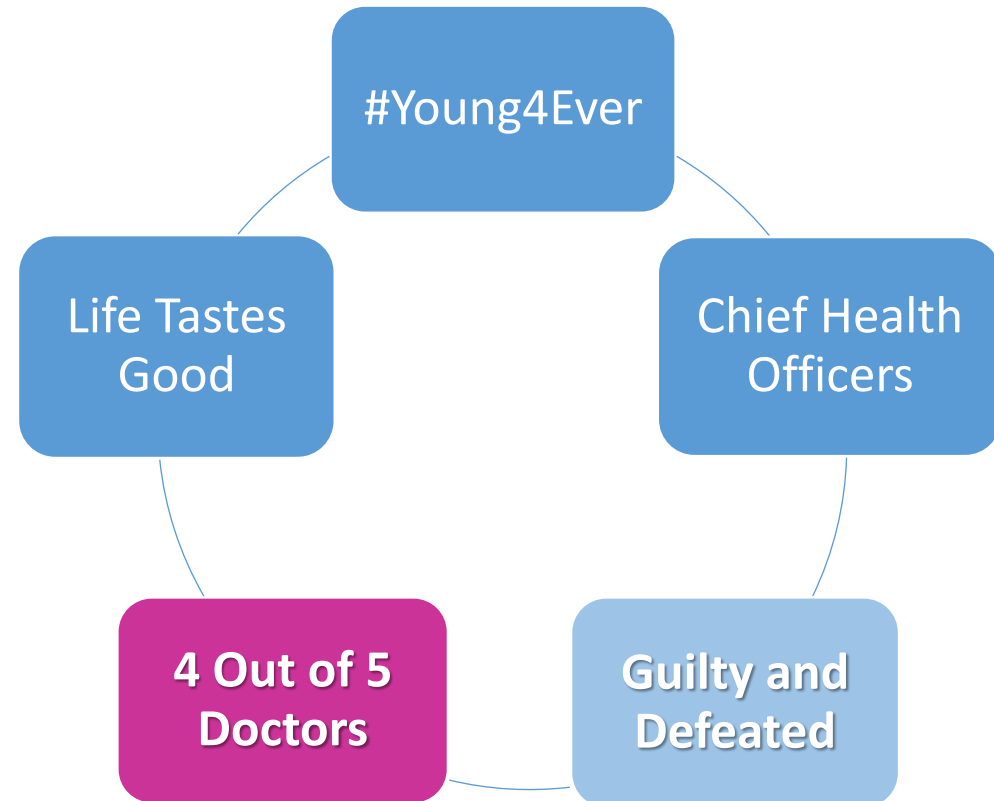 #Young4Ever
Life Tastes
Good
Chief Health
Officers
4 Out of 5
Doctors
Guilty and
Defeated